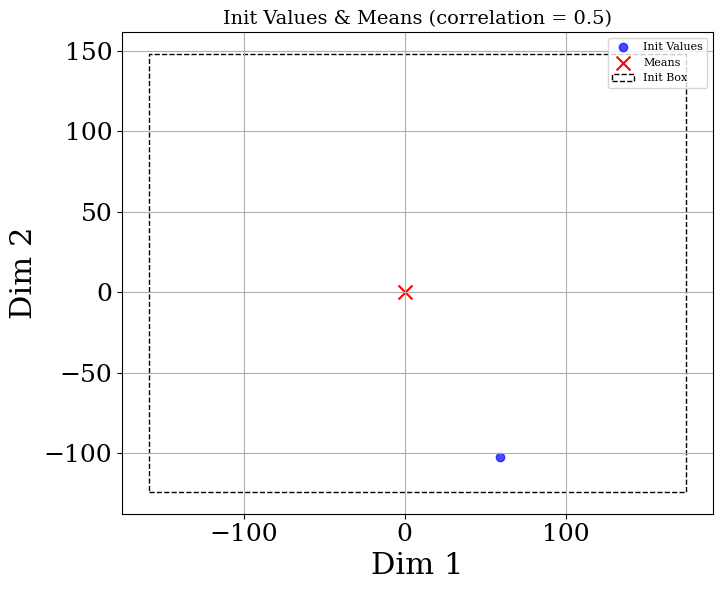 Init Values & Means (correlation = 0.5)
Init Values
Means
Init Box
150
100
50
0
−50
−100
Dim 2
−100 0 100
Dim 1